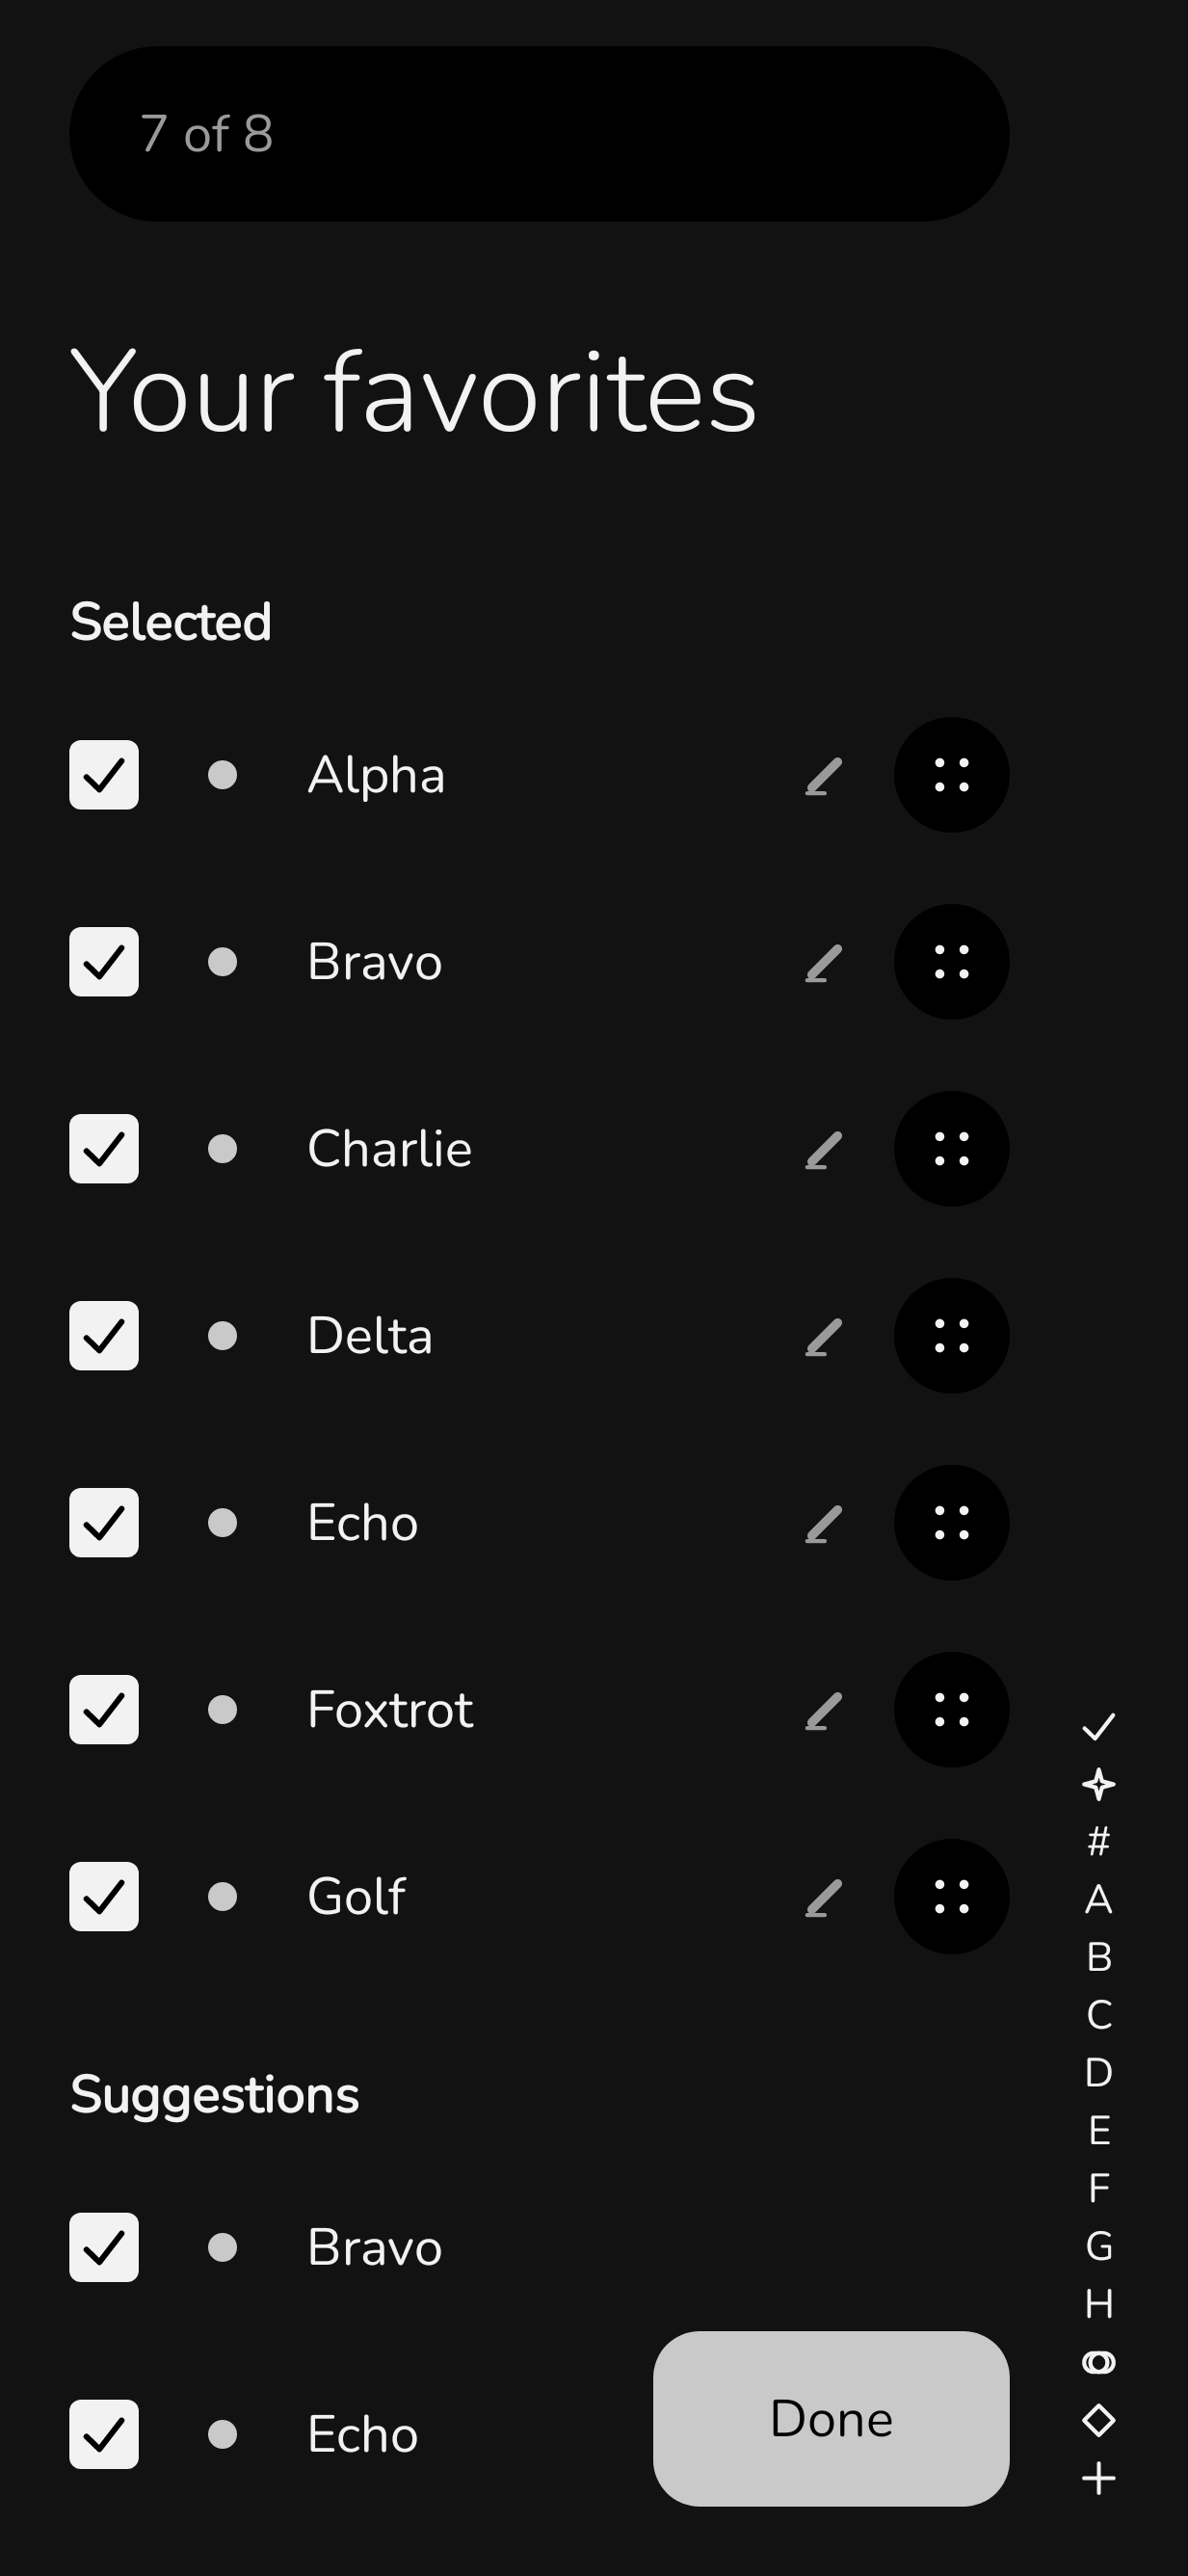 7 of 8
Your favorites
Selected
Alpha
Bravo
Charlie
Delta
Echo
Foxtrot
Golf
Suggestions
Bravo
Echo
Done
#
A
B
C
D
E
F
G
H